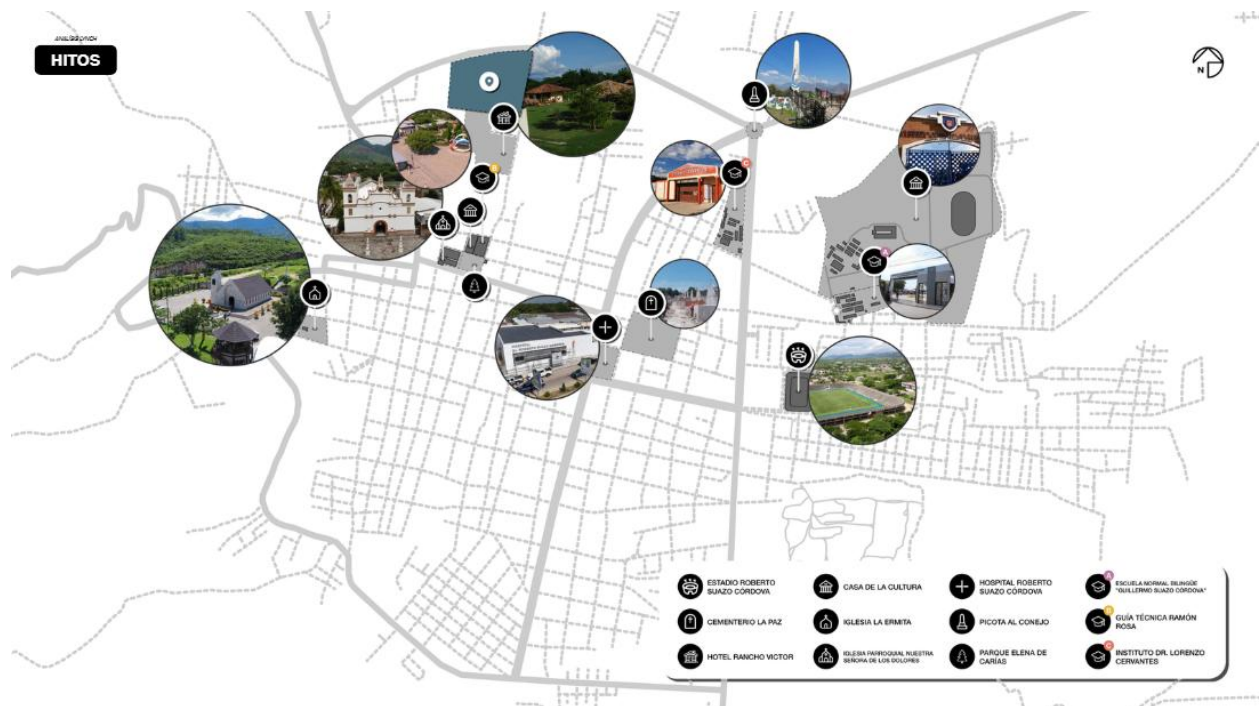 ANÁLISIS LYNCH
HITOS
N
B
C
A
ESTADIO ROBERTO
SUAZO CÓRDOVA
CASA DE LA CULTURA
HOSPITAL ROBERTO
SUAZO CÓRDOVA
A
ESCUELA NORMAL BILINGÜE
"GUILLERMO SUAZO CÓRDOVA"
CEMENTERIO LA PAZ
IGLESIA LA ERMITA
PICOTA AL CONEJO
B
GUÍA TÉCNICA RAMÓN
ROSA
HOTEL RANCHO VICTOR
IGLESIA PARROQUIAL NUESTRA
SEÑORA DE LOS DOLORES
PARQUE ELENA DE
CARÍAS
C
INSTITUTO DR. LORENZO
CERVANTES